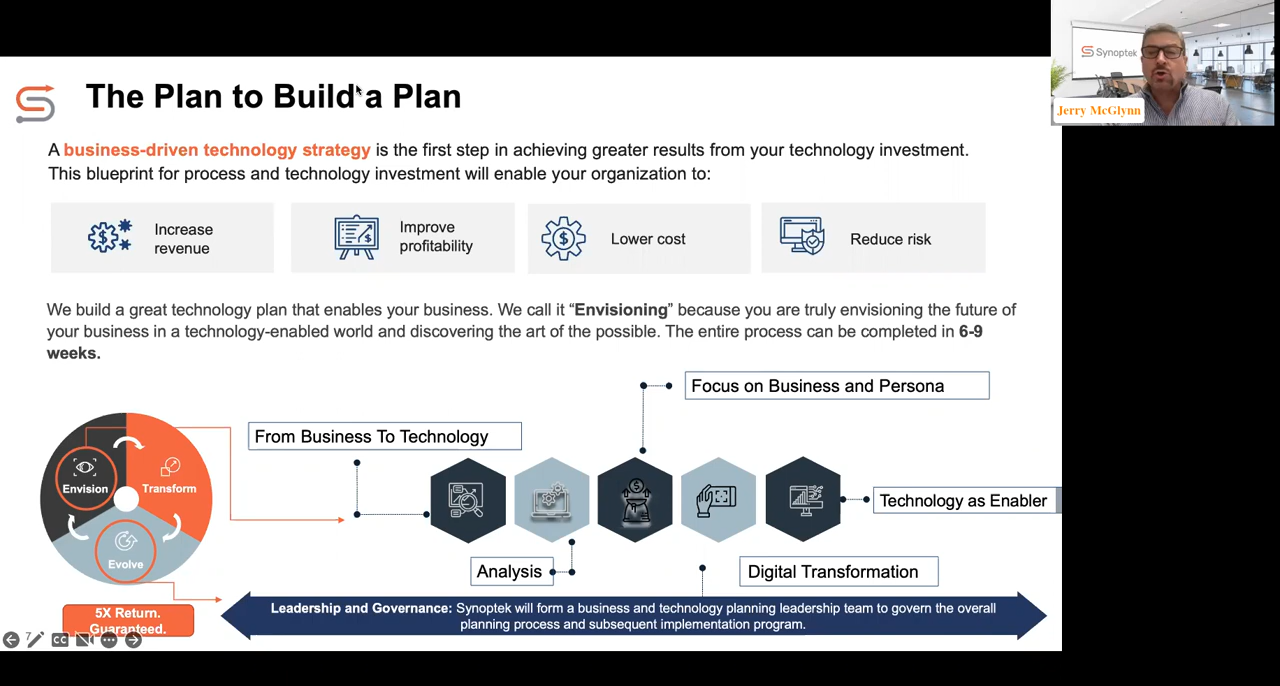 The Plan to Build a Plan
Synoptek
Jerry McGlynn
A business-driven technology strategy is the first step in achieving greater results from your technology investment.
This blueprint for process and technology investment will enable your organization to:
Increase
revenue
Improve
profitability
Lower cost
Reduce risk
We build a great technology plan that enables your business. We call it “Envisioning” because you are truly envisioning the future of
your business in a technology-enabled world and discovering the art of the possible. The entire process can be completed in 6-9
weeks.
Focus on Business and Persona
From Business To Technology
Envision
Transform
Evolve
Technology as Enabler
Analysis
Digital Transformation
5X Return.
Guaranteed.
Leadership and Governance: Synoptek will form a business and technology planning leadership team to govern the overall
planning process and subsequent implementation program.
7
CC